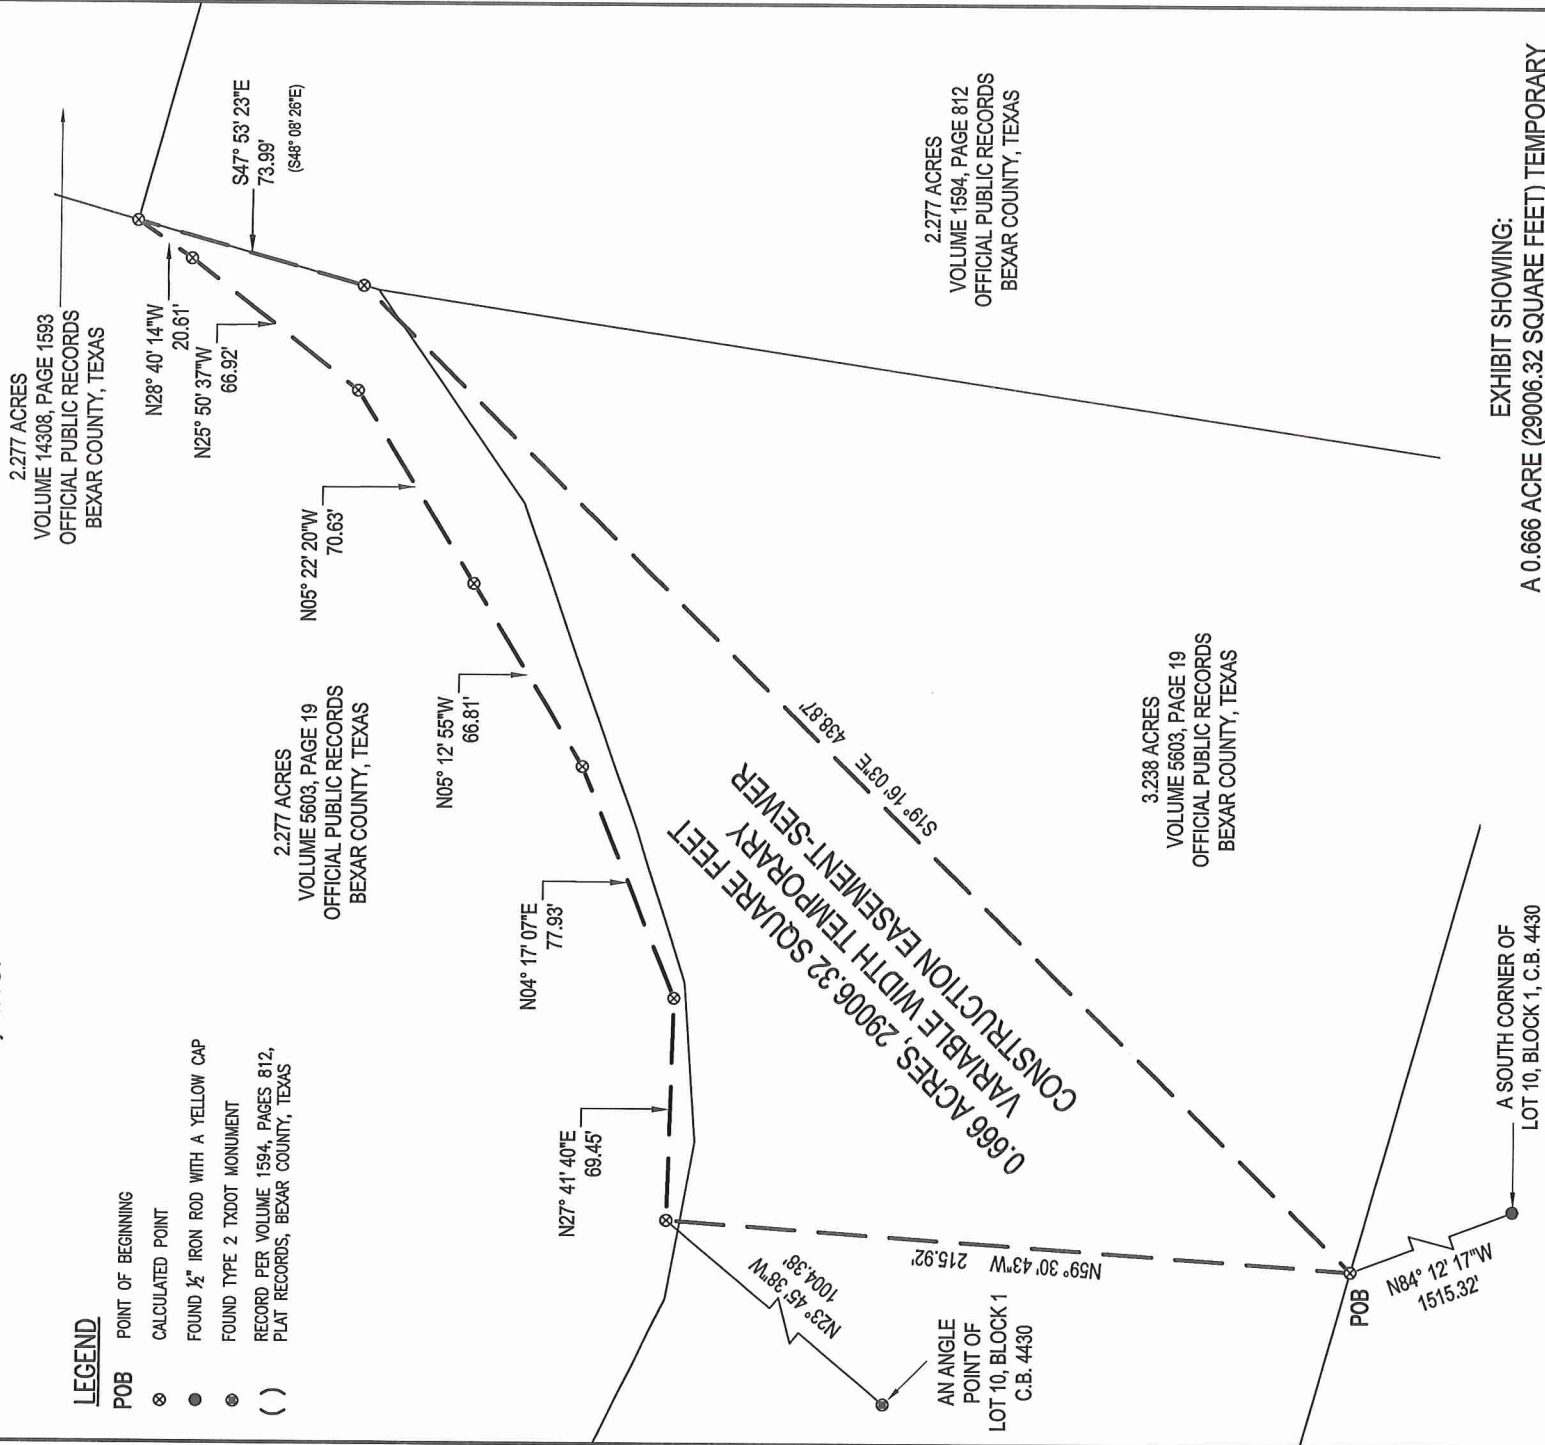 LEGEND
POB POINT OF BEGINNING
CALCULATED POINT
FOUND ½" IRON ROD WITH A YELLOW CAP
FOUND TYPE 2 TXDOT MONUMENT
( ) RECORD PER VOLUME 1594, PAGES 812,
PLAT RECORDS, BEXAR COUNTY, TEXAS
2.277 ACRES
VOLUME 14308, PAGE 1593
OFFICIAL PUBLIC RECORDS
BEXAR COUNTY, TEXAS
S47° 53' 23"E
73.99'
(S48° 08' 26"E)
N28° 40' 14"W
20.61'
N25° 50' 37"W
66.92'
N05° 22' 20"W
70.63'
2.277 ACRES
VOLUME 5603, PAGE 19
OFFICIAL PUBLIC RECORDS
BEXAR COUNTY, TEXAS
N05° 12' 55"W
66.81'
N04° 17' 07"E
77.93'
N27° 41' 40"E
69.45'
2.277 ACRES
VOLUME 1594, PAGE 812
OFFICIAL PUBLIC RECORDS
BEXAR COUNTY, TEXAS
S19° 16' 03"E 438.87'
0.666 ACRES, 29006.32 SQUARE FEET
VARIABLE WIDTH TEMPORARY
CONSTRUCTION EASEMENT-SEWER
3.238 ACRES
VOLUME 5603, PAGE 19
OFFICIAL PUBLIC RECORDS
BEXAR COUNTY, TEXAS
N59° 30' 43"W 215.92'
N23° 45' 38"W
1004.38'
AN ANGLE
POINT OF
LOT 10, BLOCK 1
C.B. 4430
POB
N84° 12' 17"W
1515.32'
A SOUTH CORNER OF
LOT 10, BLOCK 1, C.B. 4430
EXHIBIT SHOWING:
A 0.666 ACRE (29006.32 SQUARE FEET) TEMPORARY